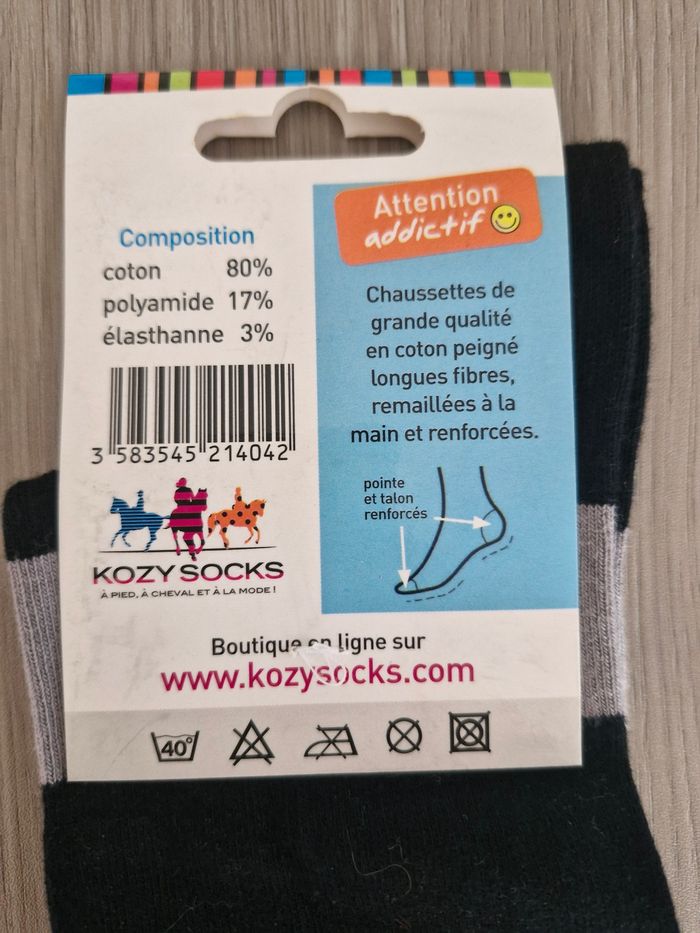 Composition
coton 80%
polyamide 17%
élasthanne 3%
3 583545 214042
KOZY SOCKS
À PIED, À CHEVAL ET À LA MODE !
Attention
addictif
Chaussettes de
grande qualité
en coton peigné
longues fibres,
remaillées à la
main et renforcées.
pointe
et talon
renforcés
Boutique en ligne sur
www.kozysocks.com
40°